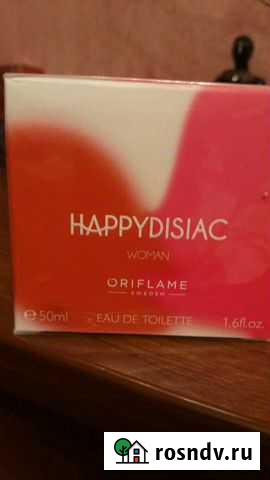 HAPPYDISIAC
WOMAN
ORIFLAME
SWEDEN
℮50ml EAU DE TOILETTE 1.6fl.oz.
rosndv.ru